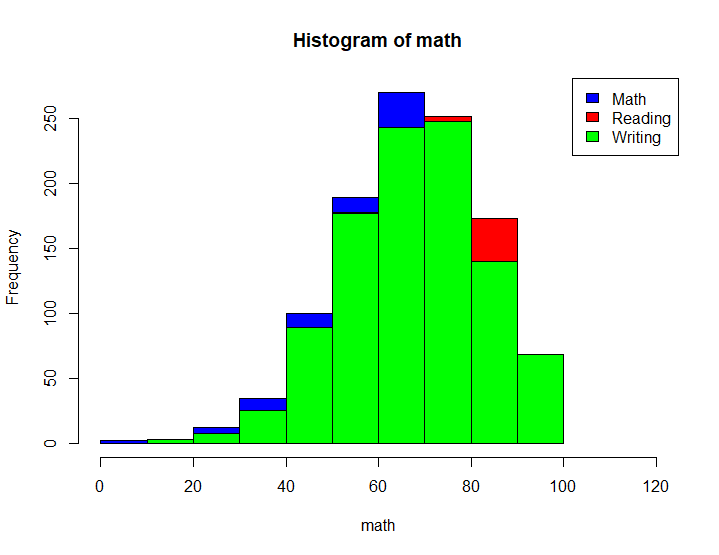 Histogram of math
Math
Reading
Writing
Frequency
250
200
150
100
50
0
0 20 40 60 80 100 120
math